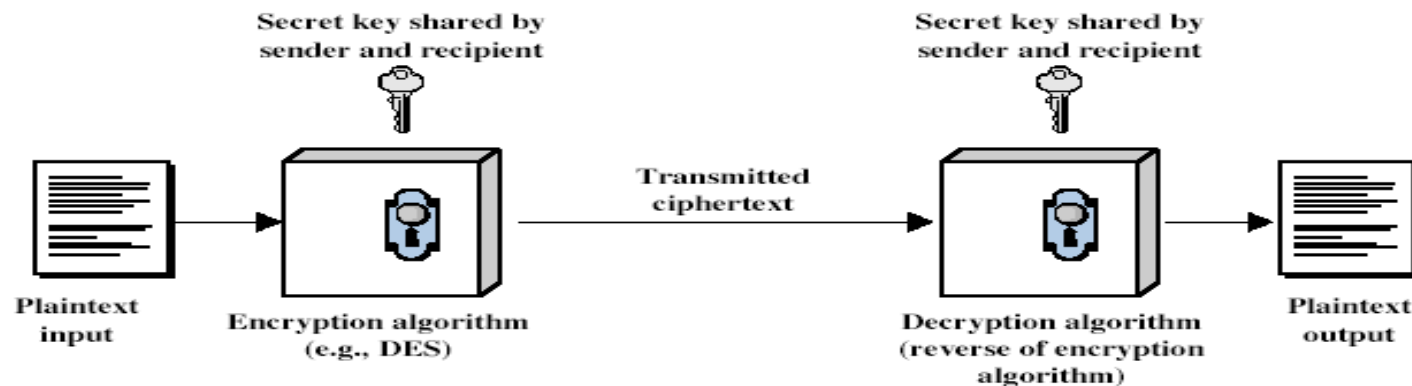 Secret key shared by
sender and recipient
Secret key shared by
sender and recipient
Transmitted
ciphertext
Plaintext
input
Encryption algorithm
(e.g., DES)
Decryption algorithm
(reverse of encryption
algorithm)
Plaintext
output